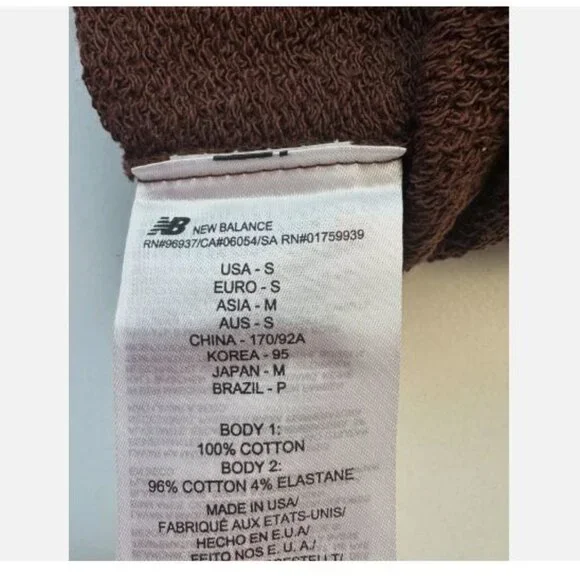 NB NEW BALANCE
RN#96937/CA#06054/SA RN#01759939
USA - S
EURO - S
ASIA - M
AUS - S
CHINA - 170/92A
KOREA - 95
JAPAN - M
BRAZIL - P
BODY 1:
100% COTTON
BODY 2:
96% COTTON 4% ELASTANE
MADE IN USA/
FABRIQUÉ AUX ETATS-UNIS/
HECHO EN E.U.A/
FEITO NOS E. U. A./